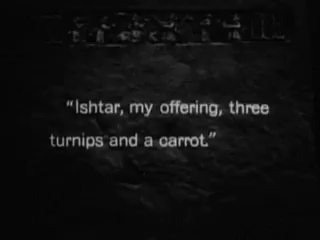 "Ishtar, my offering, three
turnips and a carrot."